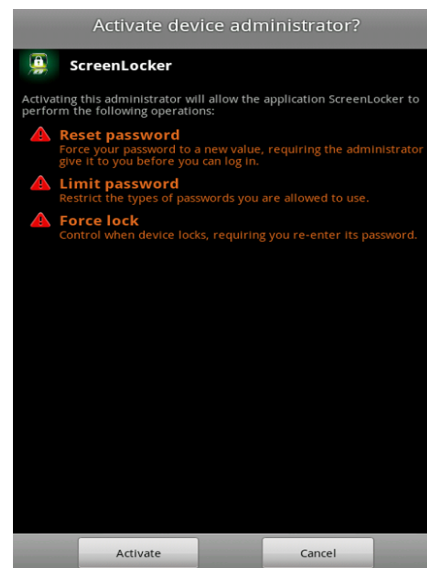 Activate device administrator?
ScreenLocker
Activating this administrator will allow the application ScreenLocker to
perform the following operations:
Reset password
Force your password to a new value, requiring the administrator
give it to you before you can log in.
Limit password
Restrict the types of passwords you are allowed to use.
Force lock
Control when device locks, requiring you re-enter its password.
Activate
Cancel